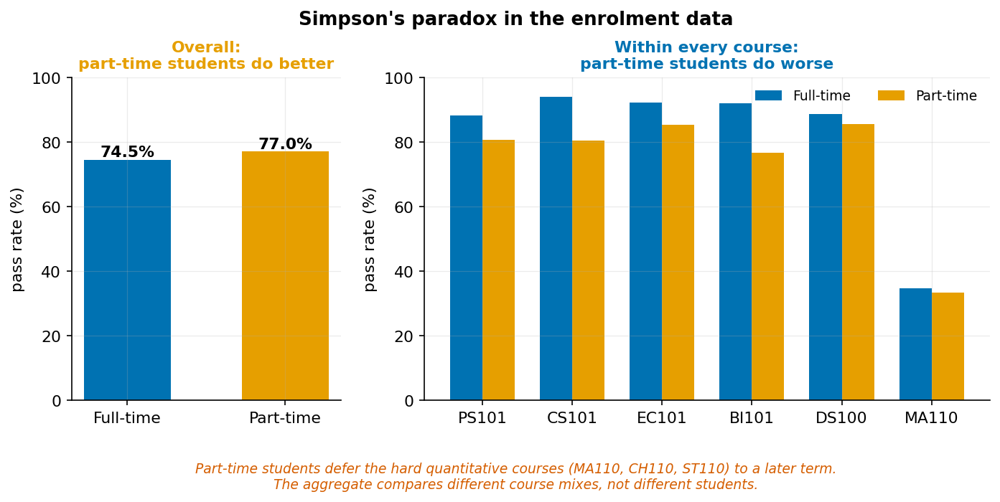 Simpson's paradox in the enrolment data
Overall:
part-time students do better
100
80
60
40
20
0
pass rate (%)
74.5%
77.0%
Full-time
Part-time
Within every course:
part-time students do worse
100
80
60
40
20
0
pass rate (%)
Full-time
Part-time
PS101
CS101
EC101
BI101
DS100
MA110
Part-time students defer the hard quantitative courses (MA110, CH110, ST110) to a later term.
The aggregate compares different course mixes, not different students.